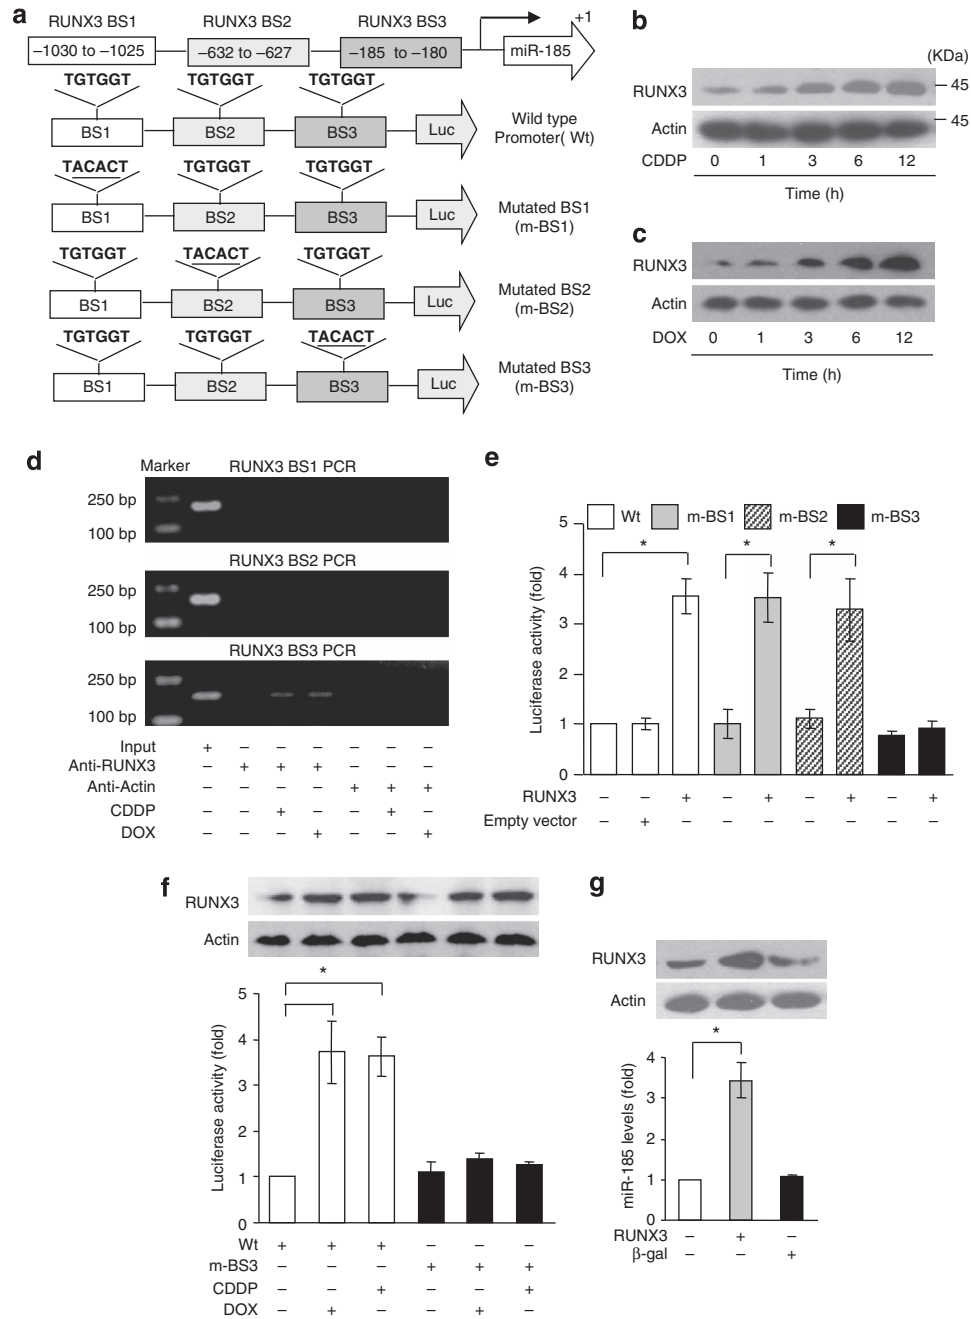 a
RUNX3 BS1 RUNX3 BS2 RUNX3 BS3 +1
–1030 to –1025 –632 to –627 –185 to –180 miR-185
TGTGGT TGTGGT TGTGGT
BS1 BS2 BS3 Luc
Wild type
Promoter( Wt)
TACACT TGTGGT TGTGGT
BS1 BS2 BS3 Luc
Mutated BS1
(m-BS1)
TGTGGT TACACT TGTGGT
BS1 BS2 BS3 Luc
Mutated BS2
(m-BS2)
TGTGGT TGTGGT TACACT
BS1 BS2 BS3 Luc
Mutated BS3
(m-BS3)
b
(KDa)
RUNX3 45
Actin 45
CDDP 0 1 3 6 12
Time (h)
c
RUNX3
Actin
DOX 0 1 3 6 12
Time (h)
d
Marker RUNX3 BS1 PCR
250 bp
100 bp
RUNX3 BS2 PCR
250 bp
100 bp
RUNX3 BS3 PCR
250 bp
100 bp
Input + – – – – – –
Anti-RUNX3 – + + + – – –
Anti-Actin – – – – + + +
CDDP – – + – – + –
DOX – – – + – – +
e
Wt m-BS1 m-BS2 m-BS3
Luciferase activity (fold)
5
4
3
2
1
0
* * *
RUNX3 – – + – + – + – +
Empty vector – + – – – – – – –
f
RUNX3
Actin
*
Luciferase activity (fold)
5
4
3
2
1
0
Wt + + + – – –
m-BS3 – – – + + +
CDDP – – + – – +
DOX – + – – + –
g
RUNX3
Actin
*
miR-185 levels (fold)
4
3
2
1
0
RUNX3 – + –
β-gal – – +